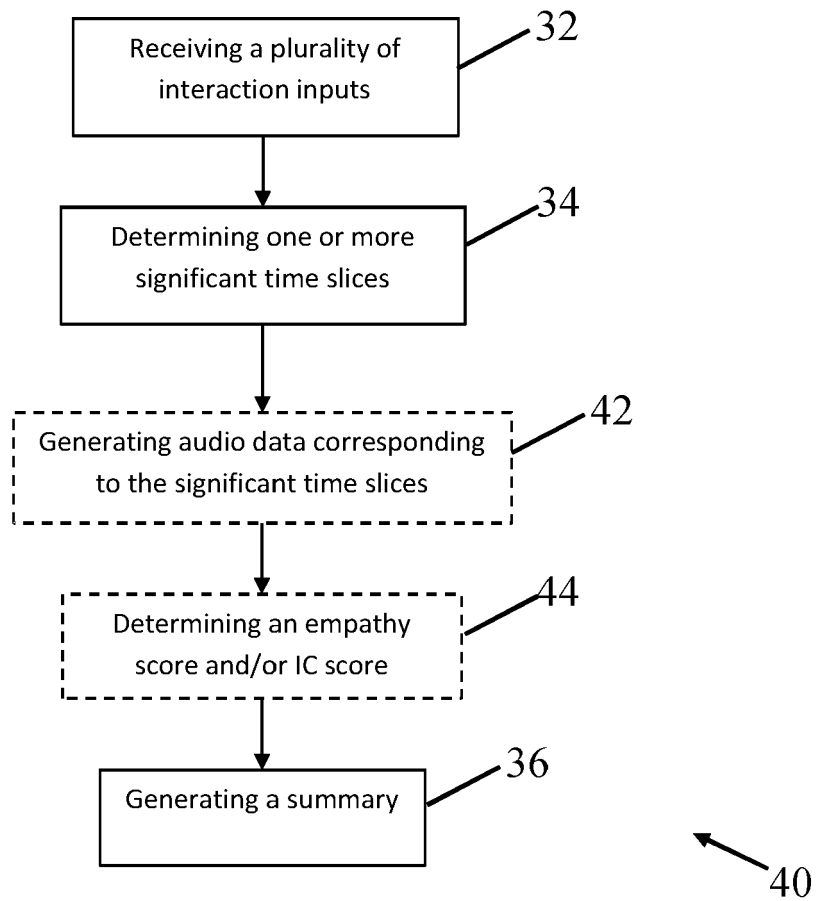 32
Receiving a plurality of
interaction inputs
34
Determining one or more
significant time slices
42
Generating audio data corresponding
to the significant time slices
44
Determining an empathy
score and/or IC score
36
Generating a summary
40